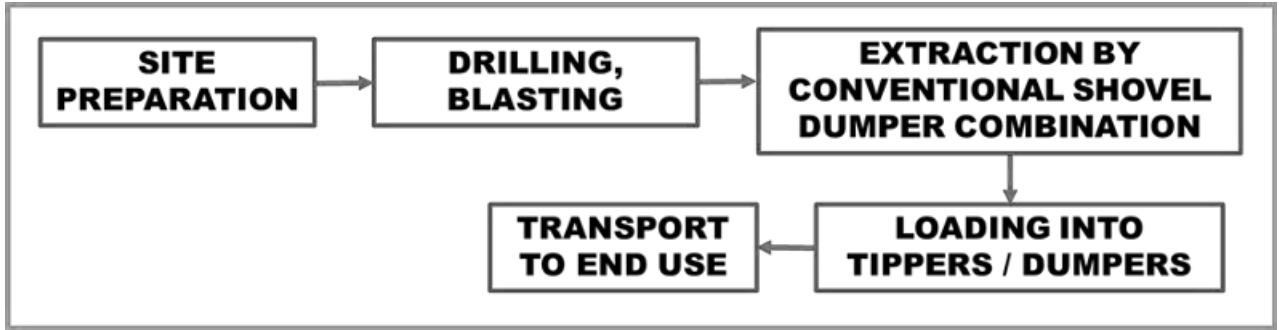 SITE
PREPARATION
DRILLING,
BLASTING
EXTRACTION BY
CONVENTIONAL SHOVEL
DUMPER COMBINATION
LOADING INTO
TIPPERS / DUMPERS
TRANSPORT
TO END USE